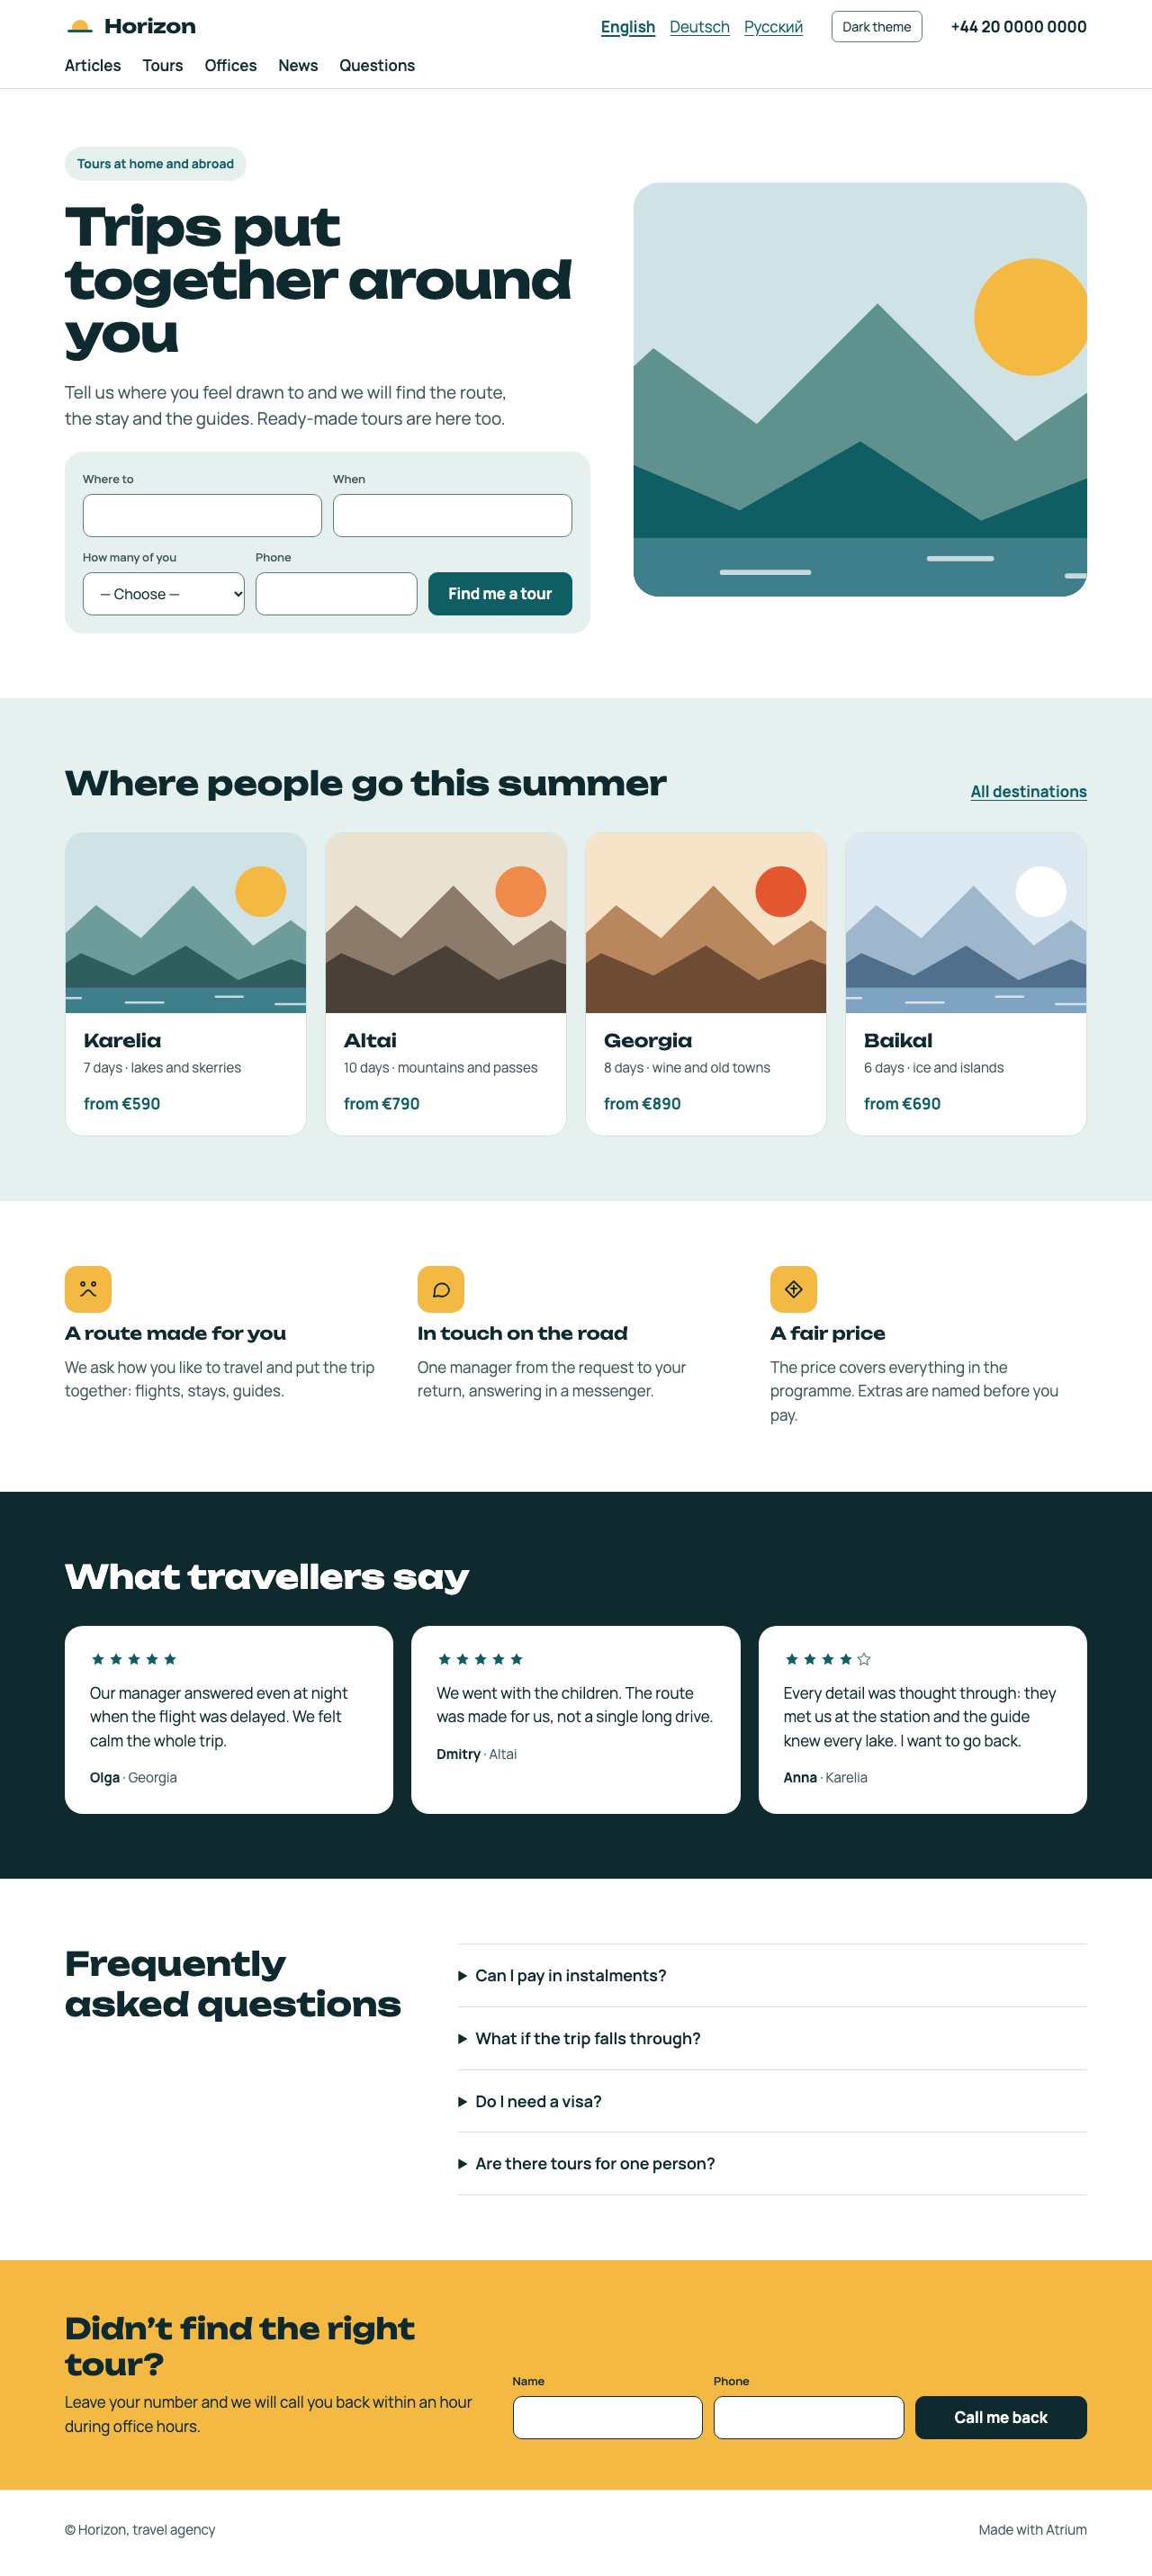 Horizon
English Deutsch Русский
Dark theme
+44 20 0000 0000
Articles Tours Offices News Questions
Tours at home and abroad
Trips put
together around
you
Tell us where you feel drawn to and we will find the route,
the stay and the guides. Ready-made tours are here too.
Where to
When
How many of you
Phone
— Choose —
Find me a tour
Where people go this summer
All destinations
Karelia
7 days · lakes and skerries
from €590
Altai
10 days · mountains and passes
from €790
Georgia
8 days · wine and old towns
from €890
Baikal
6 days · ice and islands
from €690
A route made for you
We ask how you like to travel and put the trip
together: flights, stays, guides.
In touch on the road
One manager from the request to your
return, answering in a messenger.
A fair price
The price covers everything in the
programme. Extras are named before you
pay.
What travellers say
Our manager answered even at night
when the flight was delayed. We felt
calm the whole trip.
Olga · Georgia
We went with the children. The route
was made for us, not a single long drive.
Dmitry · Altai
Every detail was thought through: they
met us at the station and the guide
knew every lake. I want to go back.
Anna · Karelia
Frequently
asked questions
Can I pay in instalments?
What if the trip falls through?
Do I need a visa?
Are there tours for one person?
Didn’t find the right
tour?
Leave your number and we will call you back within an hour
during office hours.
Name
Phone
Call me back
© Horizon, travel agency
Made with Atrium